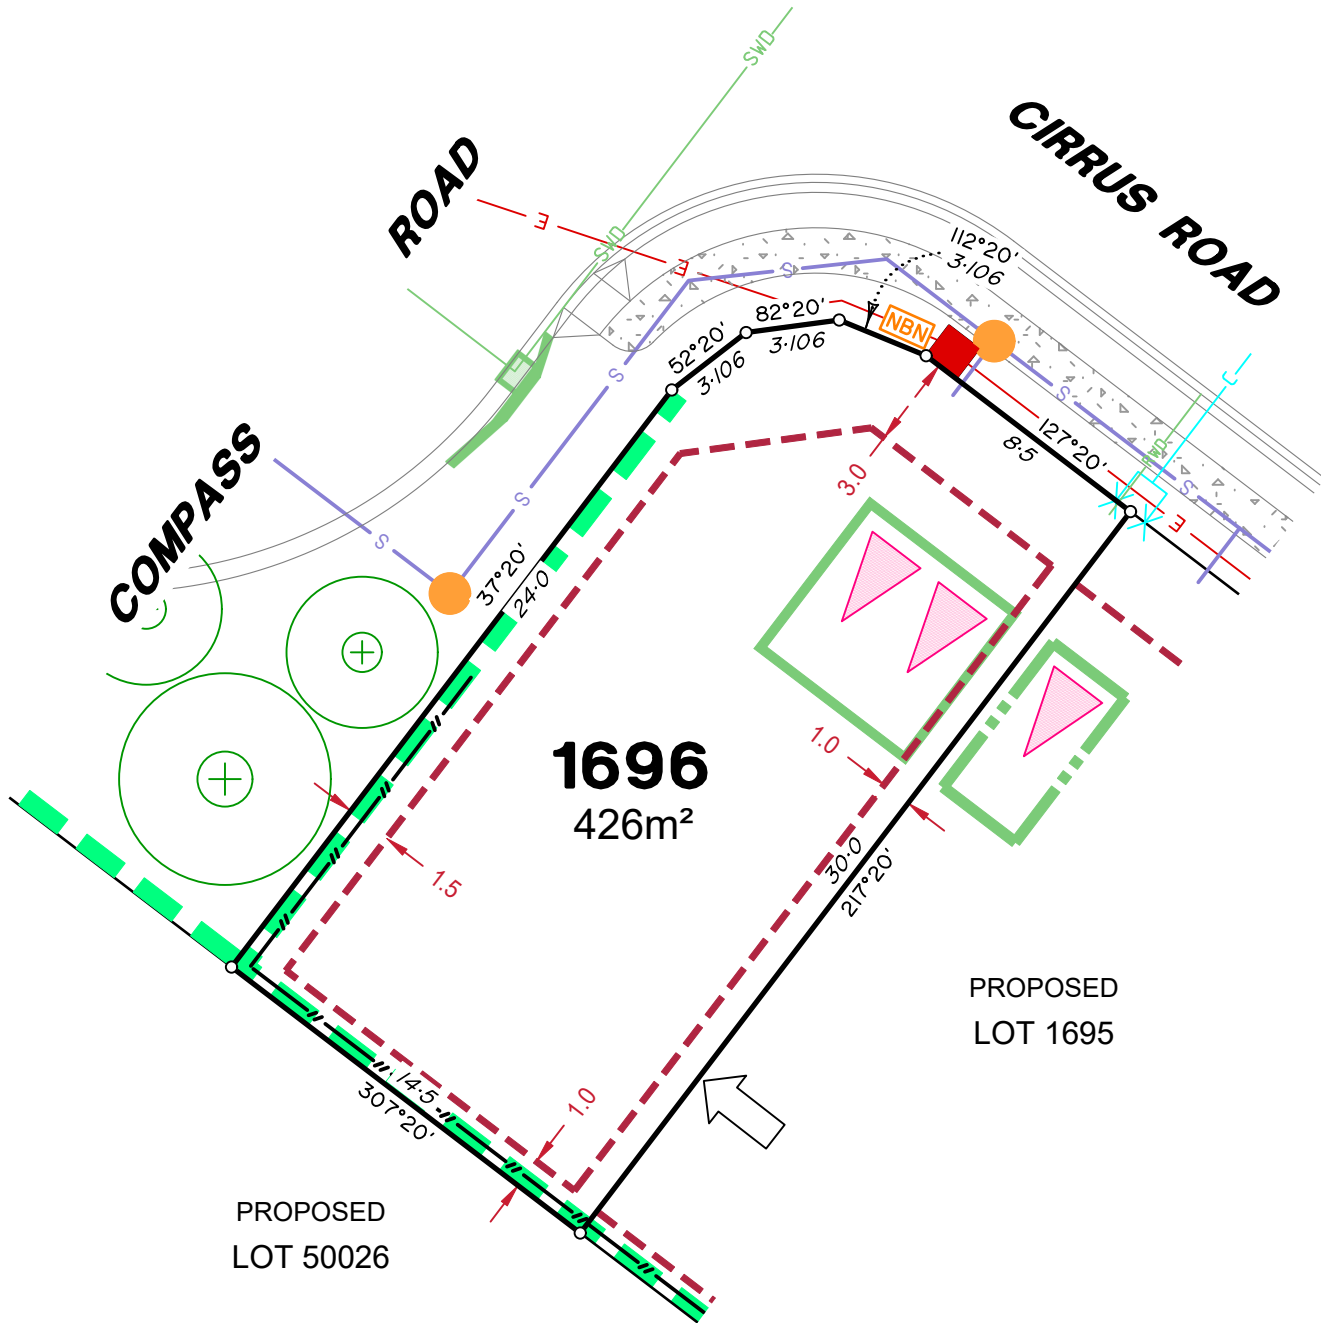 SWD
CIRRUS ROAD
ROAD
E
SWD
E
S
112°20'
3·106
82°20'
3·106
NBN
52°20'
3·106
S
S
127°20'
8·5
RWD
S
E
3.0
COMPASS
S
S
37°20'
24·0
1696
426m²
1.0
1.5
30·0
217°20'
PROPOSED
LOT 1695
14·5
307°20'
1.0
PROPOSED
LOT 50026